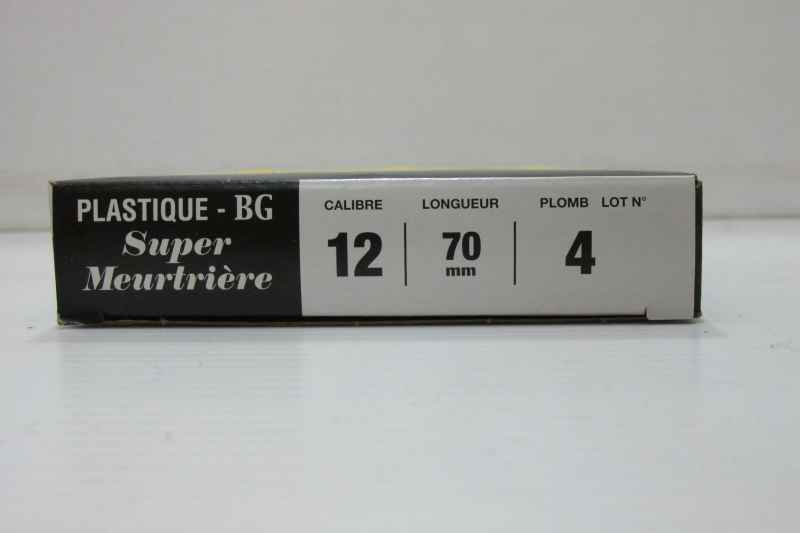 PLASTIQUE - BG
Super
Meurtrière
CALIBRE LONGUEUR PLOMB LOT N°
12 70 4
mm